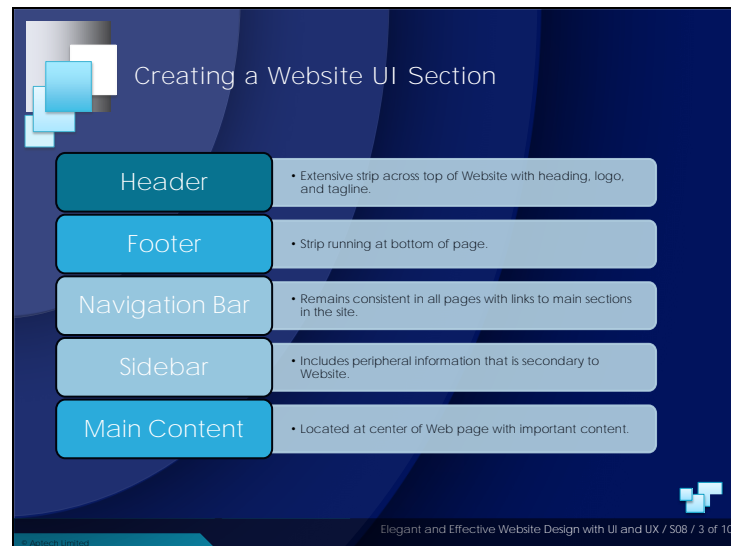 Creating a Website UI Section
Header
• Extensive strip across top of Website with heading, logo,
and tagline.
Footer
• Strip running at bottom of page.
Navigation Bar
• Remains consistent in all pages with links to main sections
in the site.
Sidebar
• Includes peripheral information that is secondary to
Website.
Main Content
• Located at center of Web page with important content.
Elegant and Effective Website Design with UI and UX / S08 / 3 of 10
© Aptech Limited